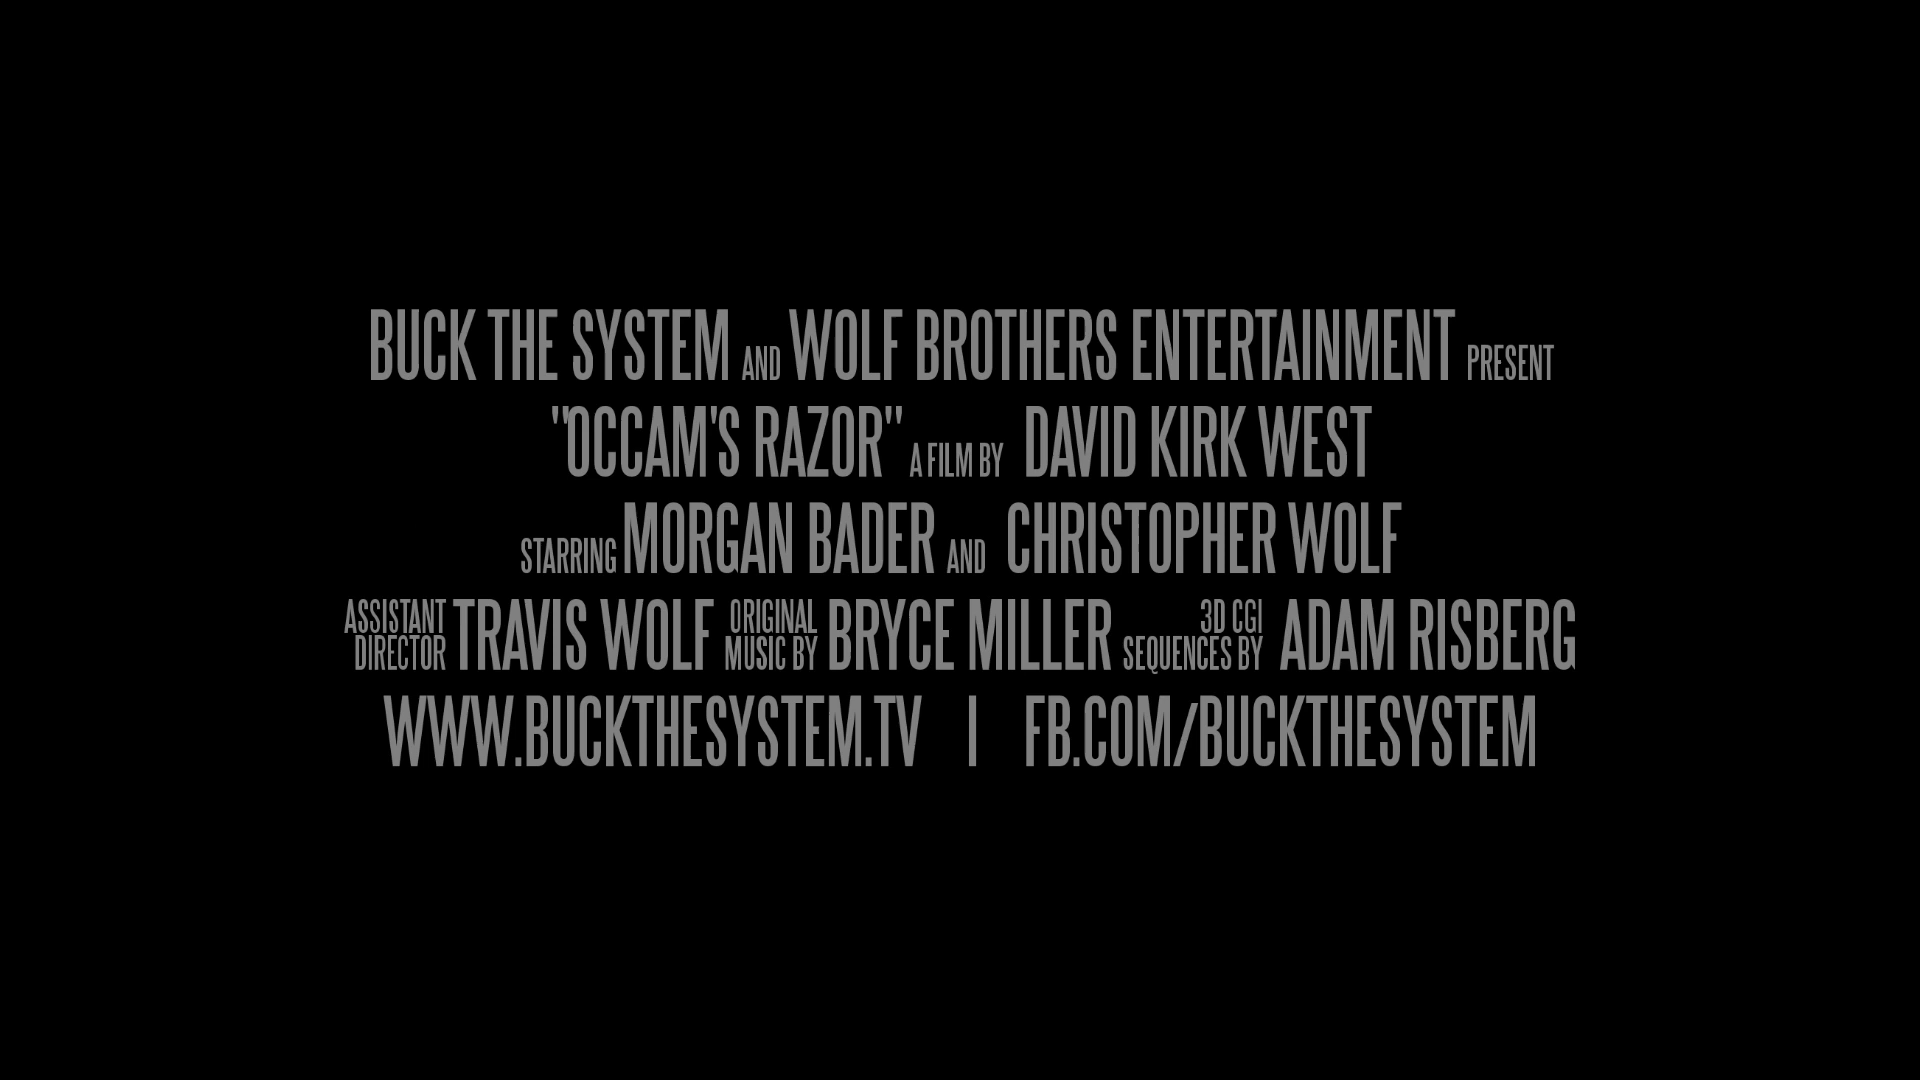 BUCK THE SYSTEM AND WOLF BROTHERS ENTERTAINMENT PRESENT
"OCCAM'S RAZOR" A FILM BY DAVID KIRK WEST
STARRING MORGAN BADER AND CHRISTOPHER WOLF
ASSISTANT DIRECTOR TRAVIS WOLF ORIGINAL MUSIC BY BRYCE MILLER 3D CGI SEQUENCES BY ADAM RISBERG
WWW.BUCKTHESYSTEM.TV | FB.COM/BUCKTHESYSTEM